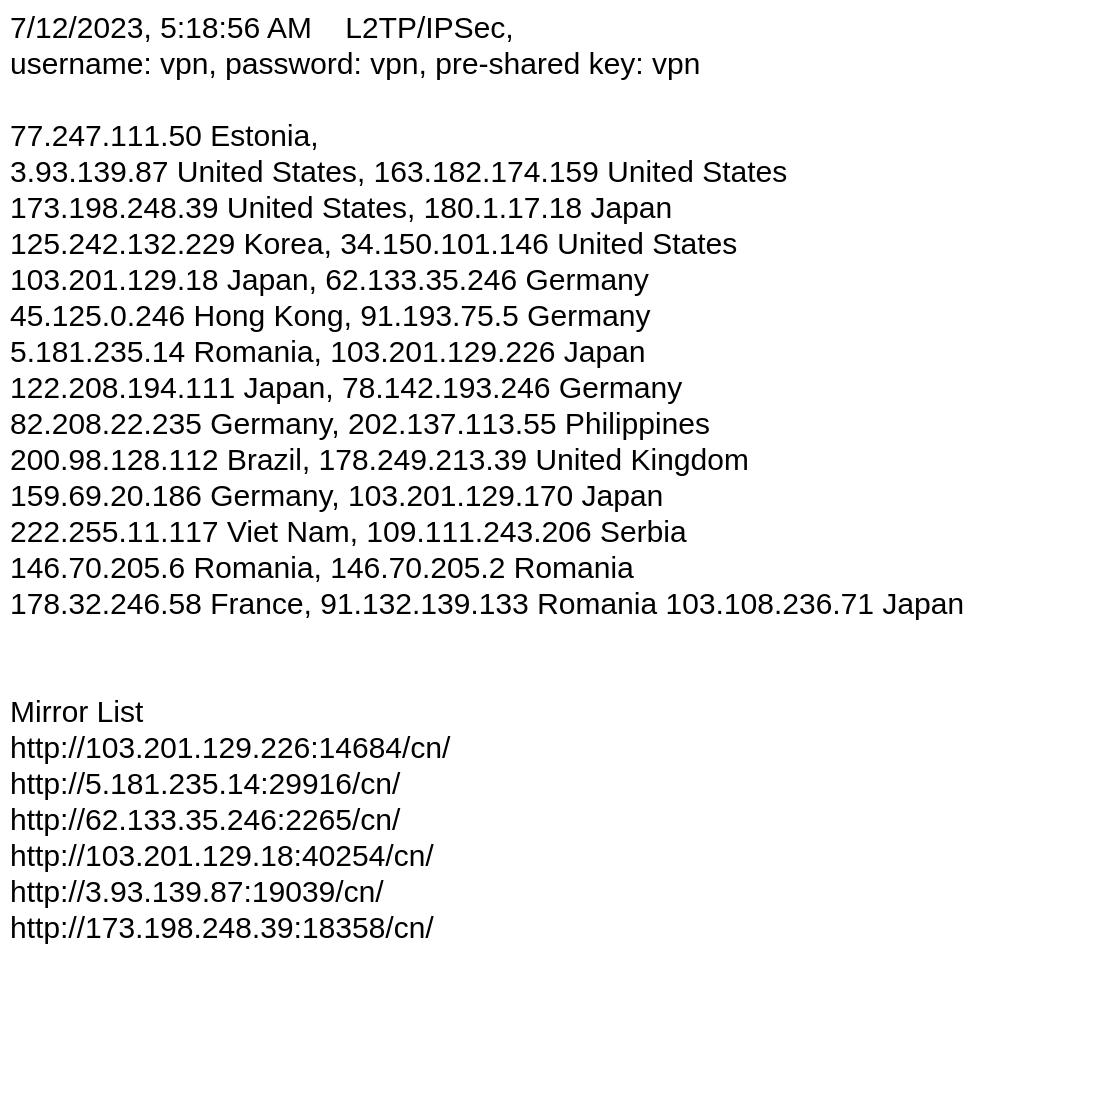 7/12/2023, 5:18:56 AM    L2TP/IPSec,
username: vpn, password: vpn, pre-shared key: vpn
77.247.111.50 Estonia,
3.93.139.87 United States, 163.182.174.159 United States
173.198.248.39 United States, 180.1.17.18 Japan
125.242.132.229 Korea, 34.150.101.146 United States
103.201.129.18 Japan, 62.133.35.246 Germany
45.125.0.246 Hong Kong, 91.193.75.5 Germany
5.181.235.14 Romania, 103.201.129.226 Japan
122.208.194.111 Japan, 78.142.193.246 Germany
82.208.22.235 Germany, 202.137.113.55 Philippines
200.98.128.112 Brazil, 178.249.213.39 United Kingdom
159.69.20.186 Germany, 103.201.129.170 Japan
222.255.11.117 Viet Nam, 109.111.243.206 Serbia
146.70.205.6 Romania, 146.70.205.2 Romania
178.32.246.58 France, 91.132.139.133 Romania 103.108.236.71 Japan
Mirror List
http://103.201.129.226:14684/cn/
http://5.181.235.14:29916/cn/
http://62.133.35.246:2265/cn/
http://103.201.129.18:40254/cn/
http://3.93.139.87:19039/cn/
http://173.198.248.39:18358/cn/